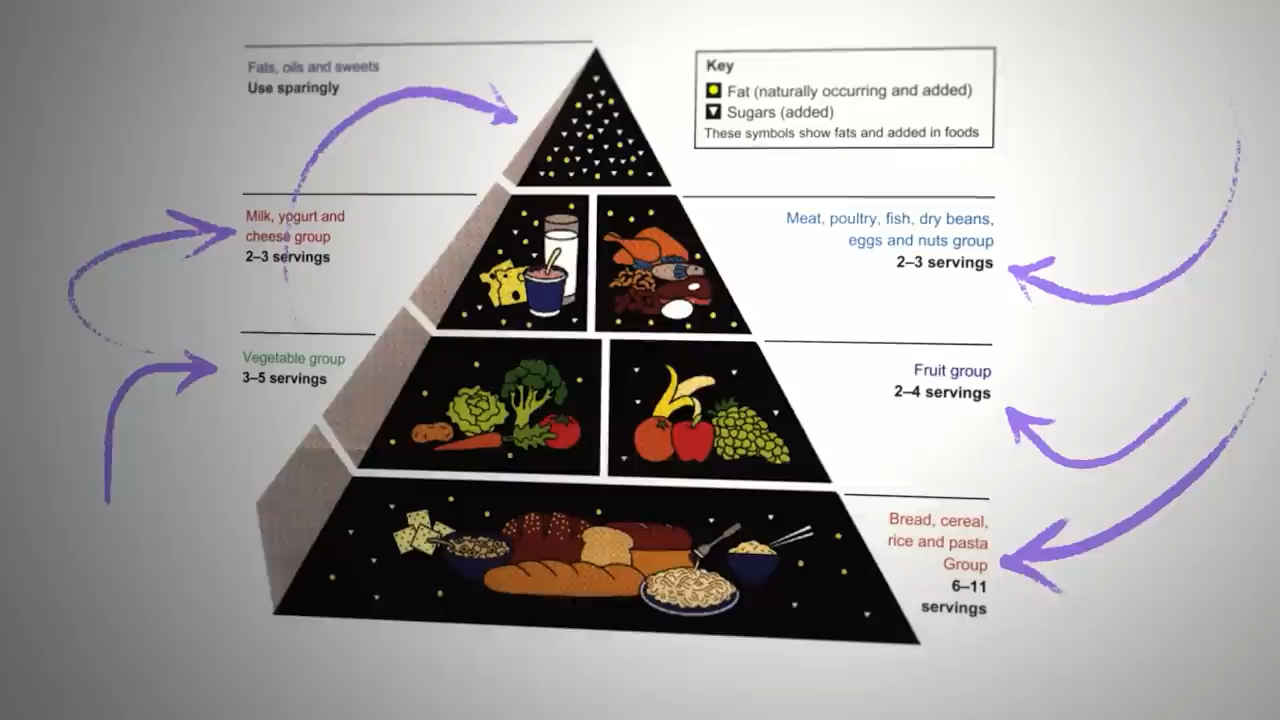 Fats, oils and sweets
Use sparingly
Key
Fat (naturally occurring and added)
Sugars (added)
These symbols show fats and added in foods
Milk, yogurt and
cheese group
2–3 servings
Meat, poultry, fish, dry beans,
eggs and nuts group
2–3 servings
Vegetable group
3–5 servings
Fruit group
2–4 servings
Bread, cereal,
rice and pasta
Group
6–11
servings